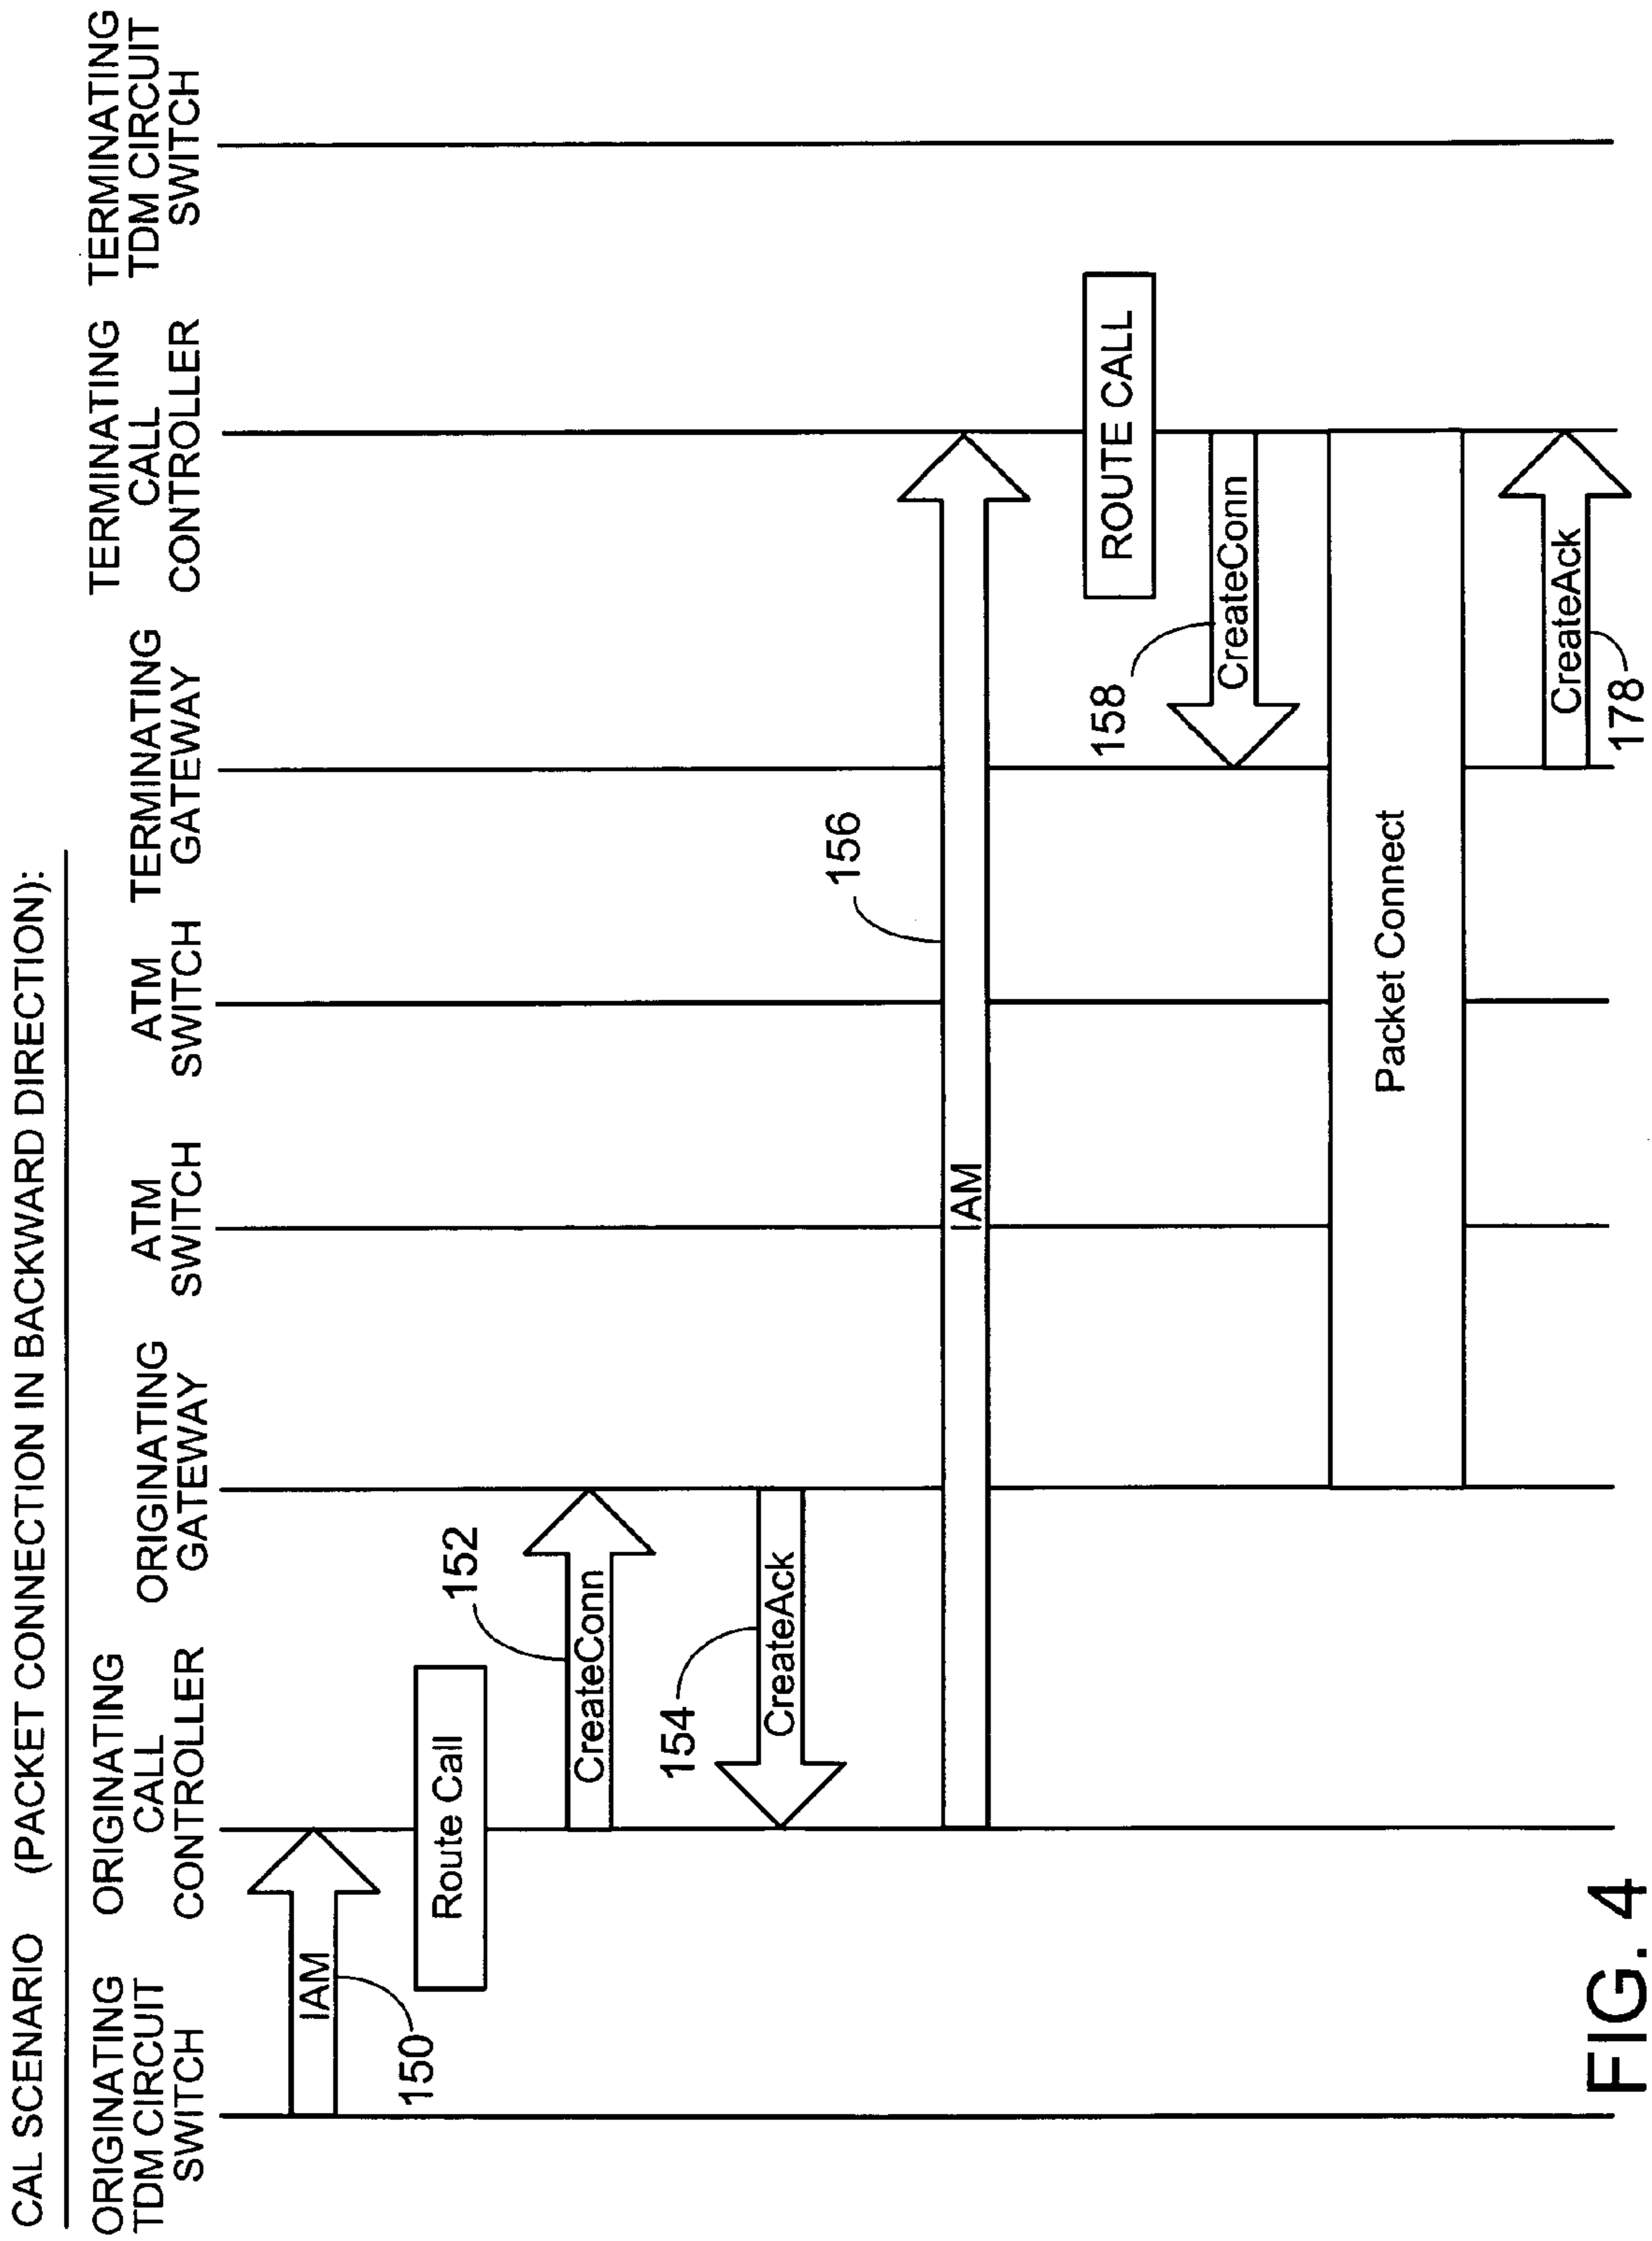 CAL SCENARIO (PACKET CONNECTION IN BACKWARD DIRECTION):
ORIGINATING
TDM CIRCUIT
SWITCH
ORIGINATING
CALL
CONTROLLER
ORIGINATING
GATEWAY
ATM
SWITCH
ATM
SWITCH
TERMINATING
GATEWAY
TERMINATING
CALL
CONTROLLER
TERMINATING
TDM CIRCUIT
SWITCH
IAM
150
Route Call
152
CreateConn
154
CreateAck
156
IAM
ROUTE CALL
158
CreateConn
Packet Connect
CreateAck
178
FIG. 4